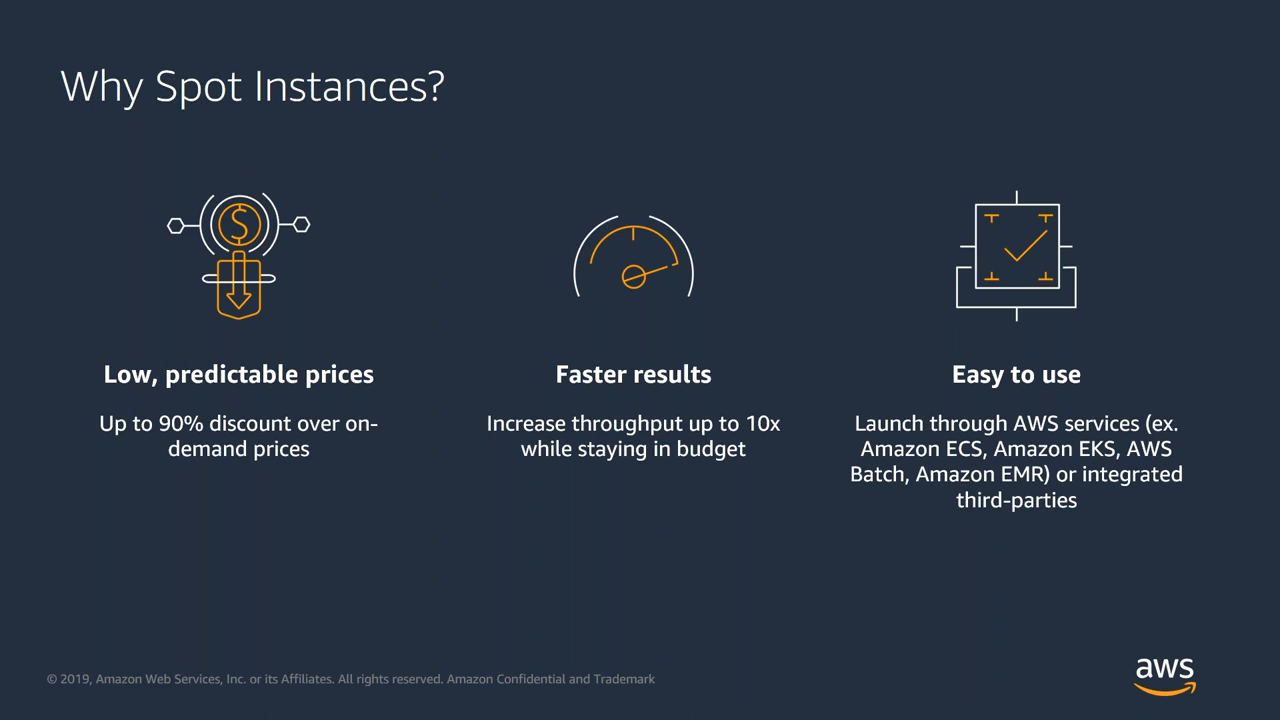 Why Spot Instances?
$
Low, predictable prices
Up to 90% discount over on-
demand prices
Faster results
Increase throughput up to 10x
while staying in budget
Easy to use
Launch through AWS services (ex.
Amazon ECS, Amazon EKS, AWS
Batch, Amazon EMR) or integrated
third-parties
© 2019, Amazon Web Services, Inc. or its Affiliates. All rights reserved. Amazon Confidential and Trademark
aws